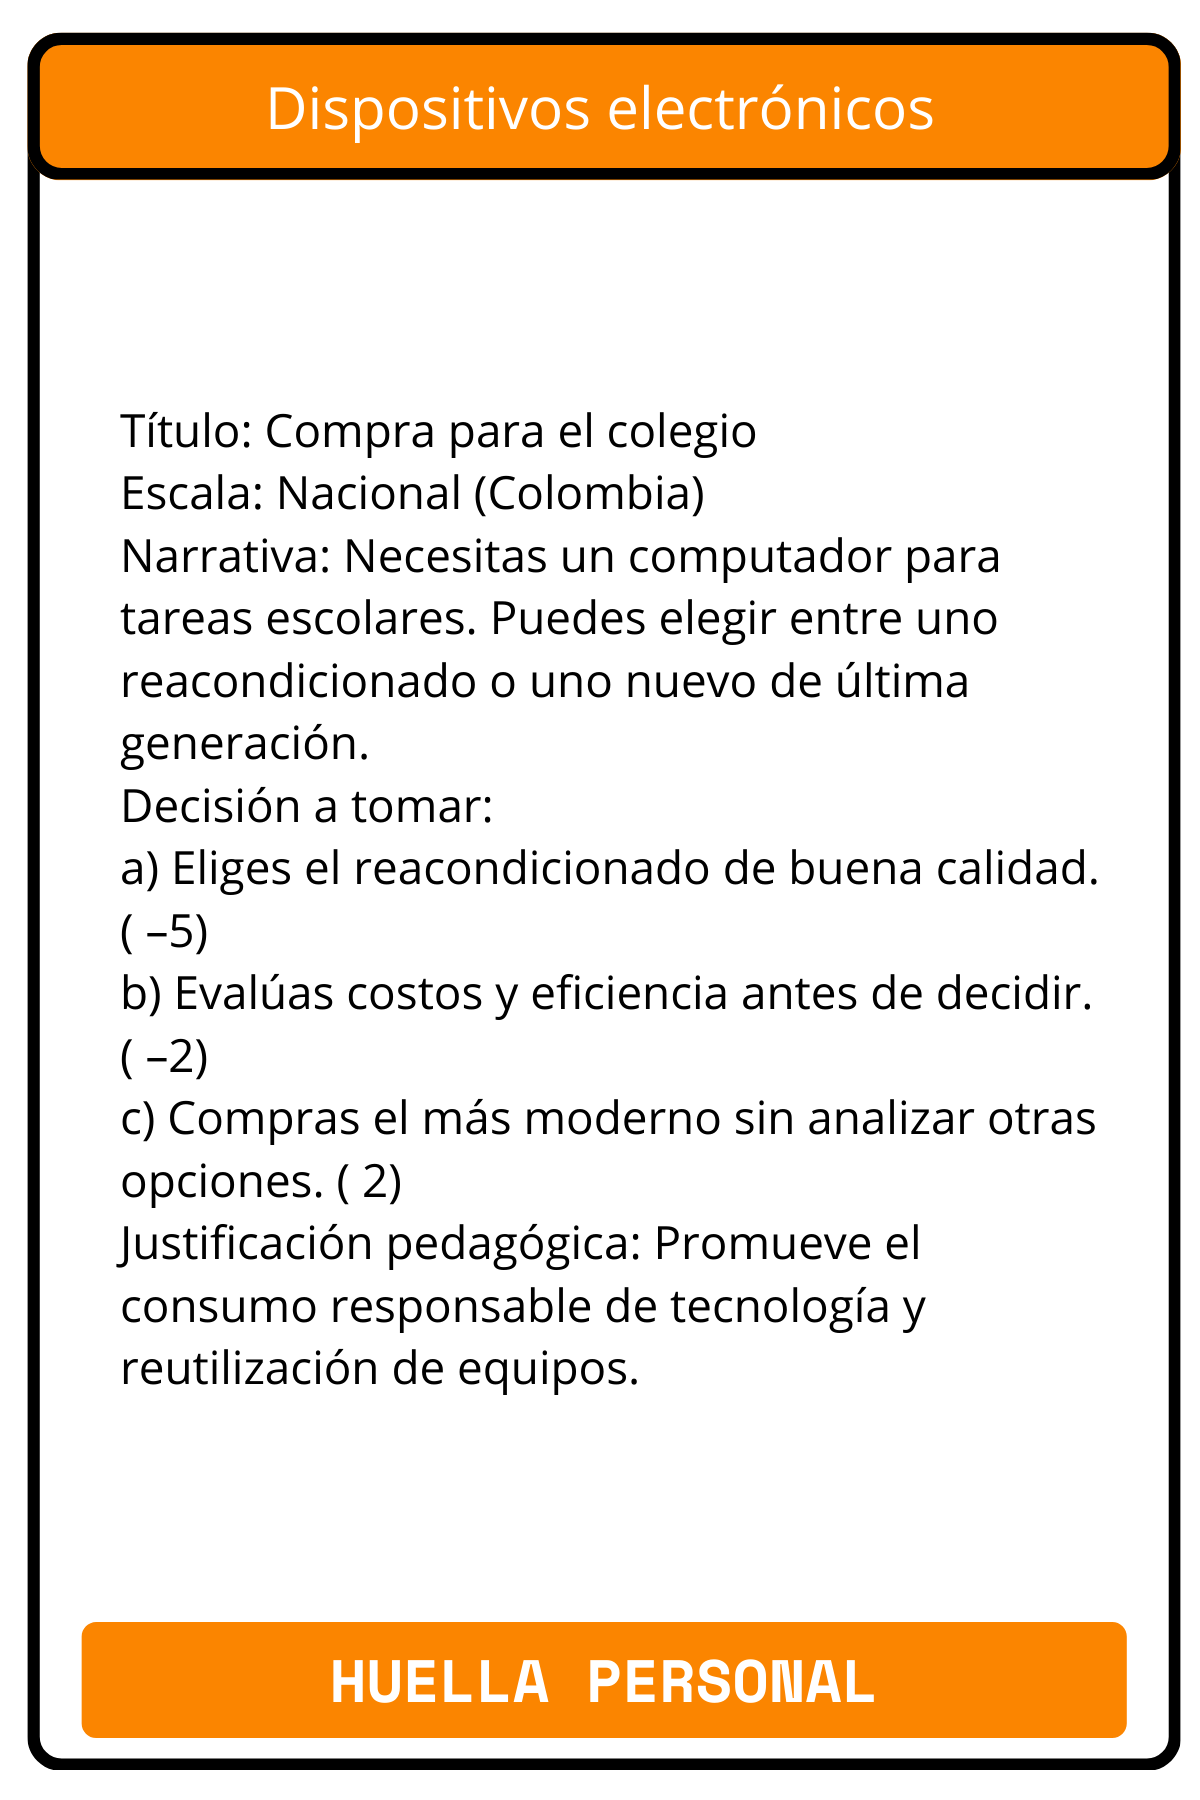 Dispositivos electrónicos
Título: Compra para el colegio
Escala: Nacional (Colombia)
Narrativa: Necesitas un computador para
tareas escolares. Puedes elegir entre uno
reacondicionado o uno nuevo de última
generación.
Decisión a tomar:
a) Eliges el reacondicionado de buena calidad.
( –5)
b) Evalúas costos y eficiencia antes de decidir.
( –2)
c) Compras el más moderno sin analizar otras
opciones. ( 2)
Justificación pedagógica: Promueve el
consumo responsable de tecnología y
reutilización de equipos.
HUELLA PERSONAL